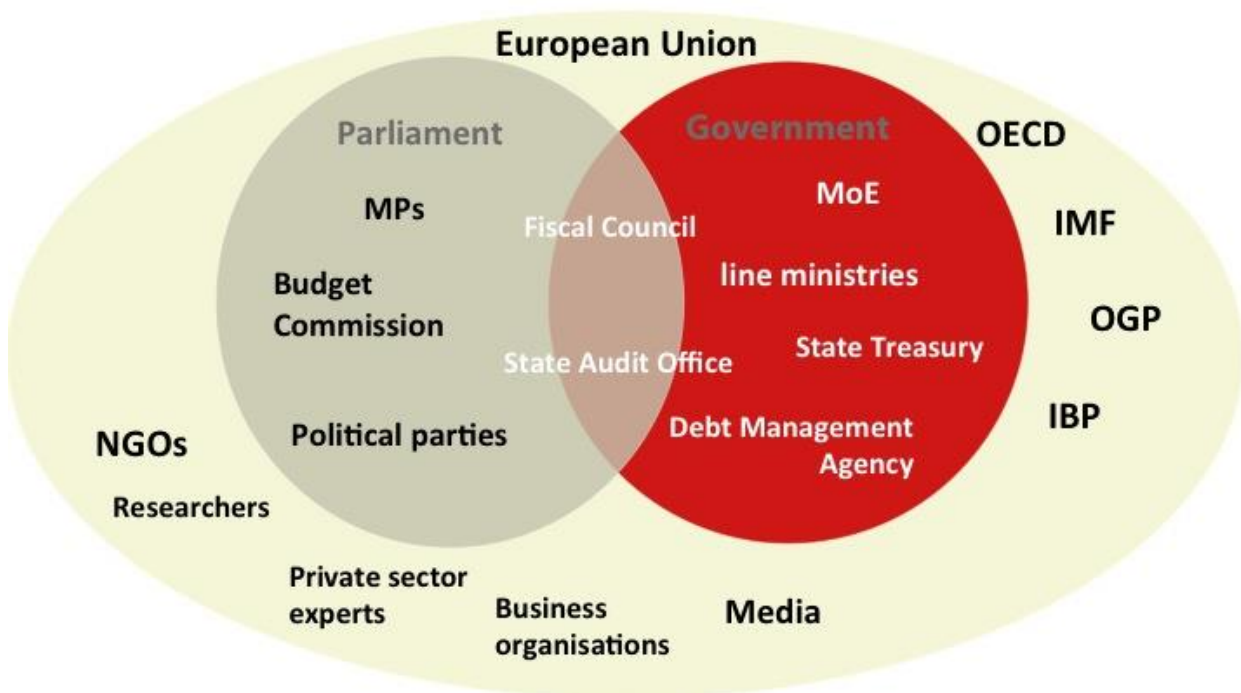 European Union
Parliament
Government
OECD
MPs
MoE
IMF
Fiscal Council
Budget
Commission
line ministries
OGP
State Audit Office
State Treasury
IBP
Political parties
Debt Management
Agency
NGOs
Researchers
Private sector
experts
Business
organisations
Media